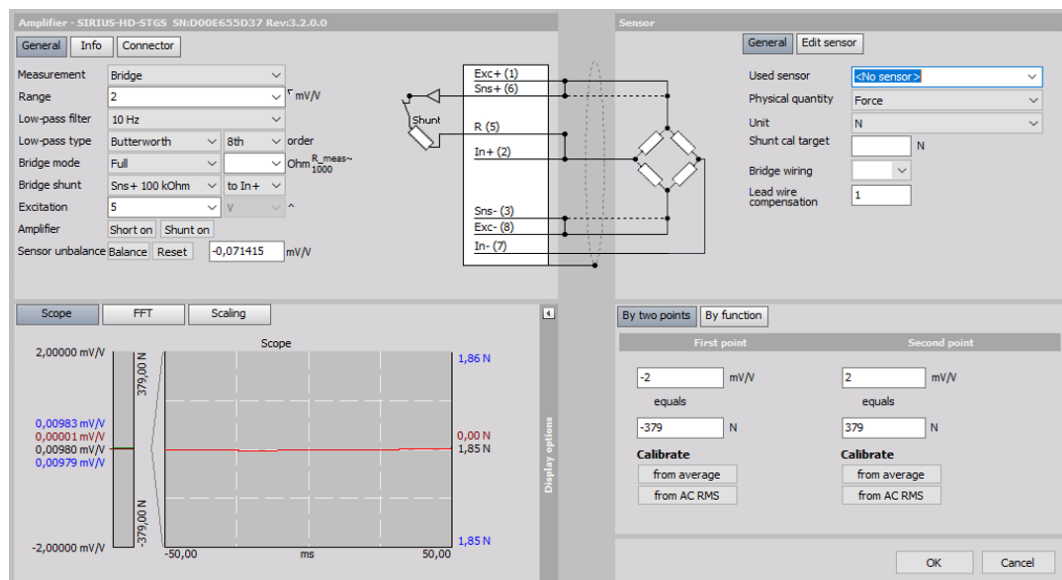 Amplifier - SIRIUS-HD-STGS SN:D00E655D37 Rev:3.2.0.0
General Info Connector
Measurement Bridge
Range 2 mV/V
Low-pass filter 10 Hz
Low-pass type Butterworth 8th order
Bridge mode Full Ohm R_meas~ 1000
Bridge shunt Sns+ 100 kOhm to In+
Excitation 5 V ^
Amplifier Short on Shunt on
Sensor unbalance Balance Reset -0,071415 mV/V
Exc+ (1)
Sns+ (6)
Shunt
R (5)
In+ (2)
Sns- (3)
Exc- (8)
In- (7)
Sensor
General Edit sensor
Used sensor <No sensor>
Physical quantity Force
Unit N
Shunt cal target N
Bridge wiring
Lead wire
compensation 1
Scope FFT Scaling
Scope
2,00000 mV/V
379,00 N
1,86 N
0,00983 mV/V
0,00001 mV/V
0,00980 mV/V
0,00979 mV/V
0,00 N
1,85 N
-379,00 N
-2,00000 mV/V
1,85 N
-50,00 ms 50,00
Display options
By two points By function
First point Second point
-2 mV/V 2 mV/V
equals equals
-379 N 379 N
Calibrate Calibrate
from average from average
from AC RMS from AC RMS
OK Cancel